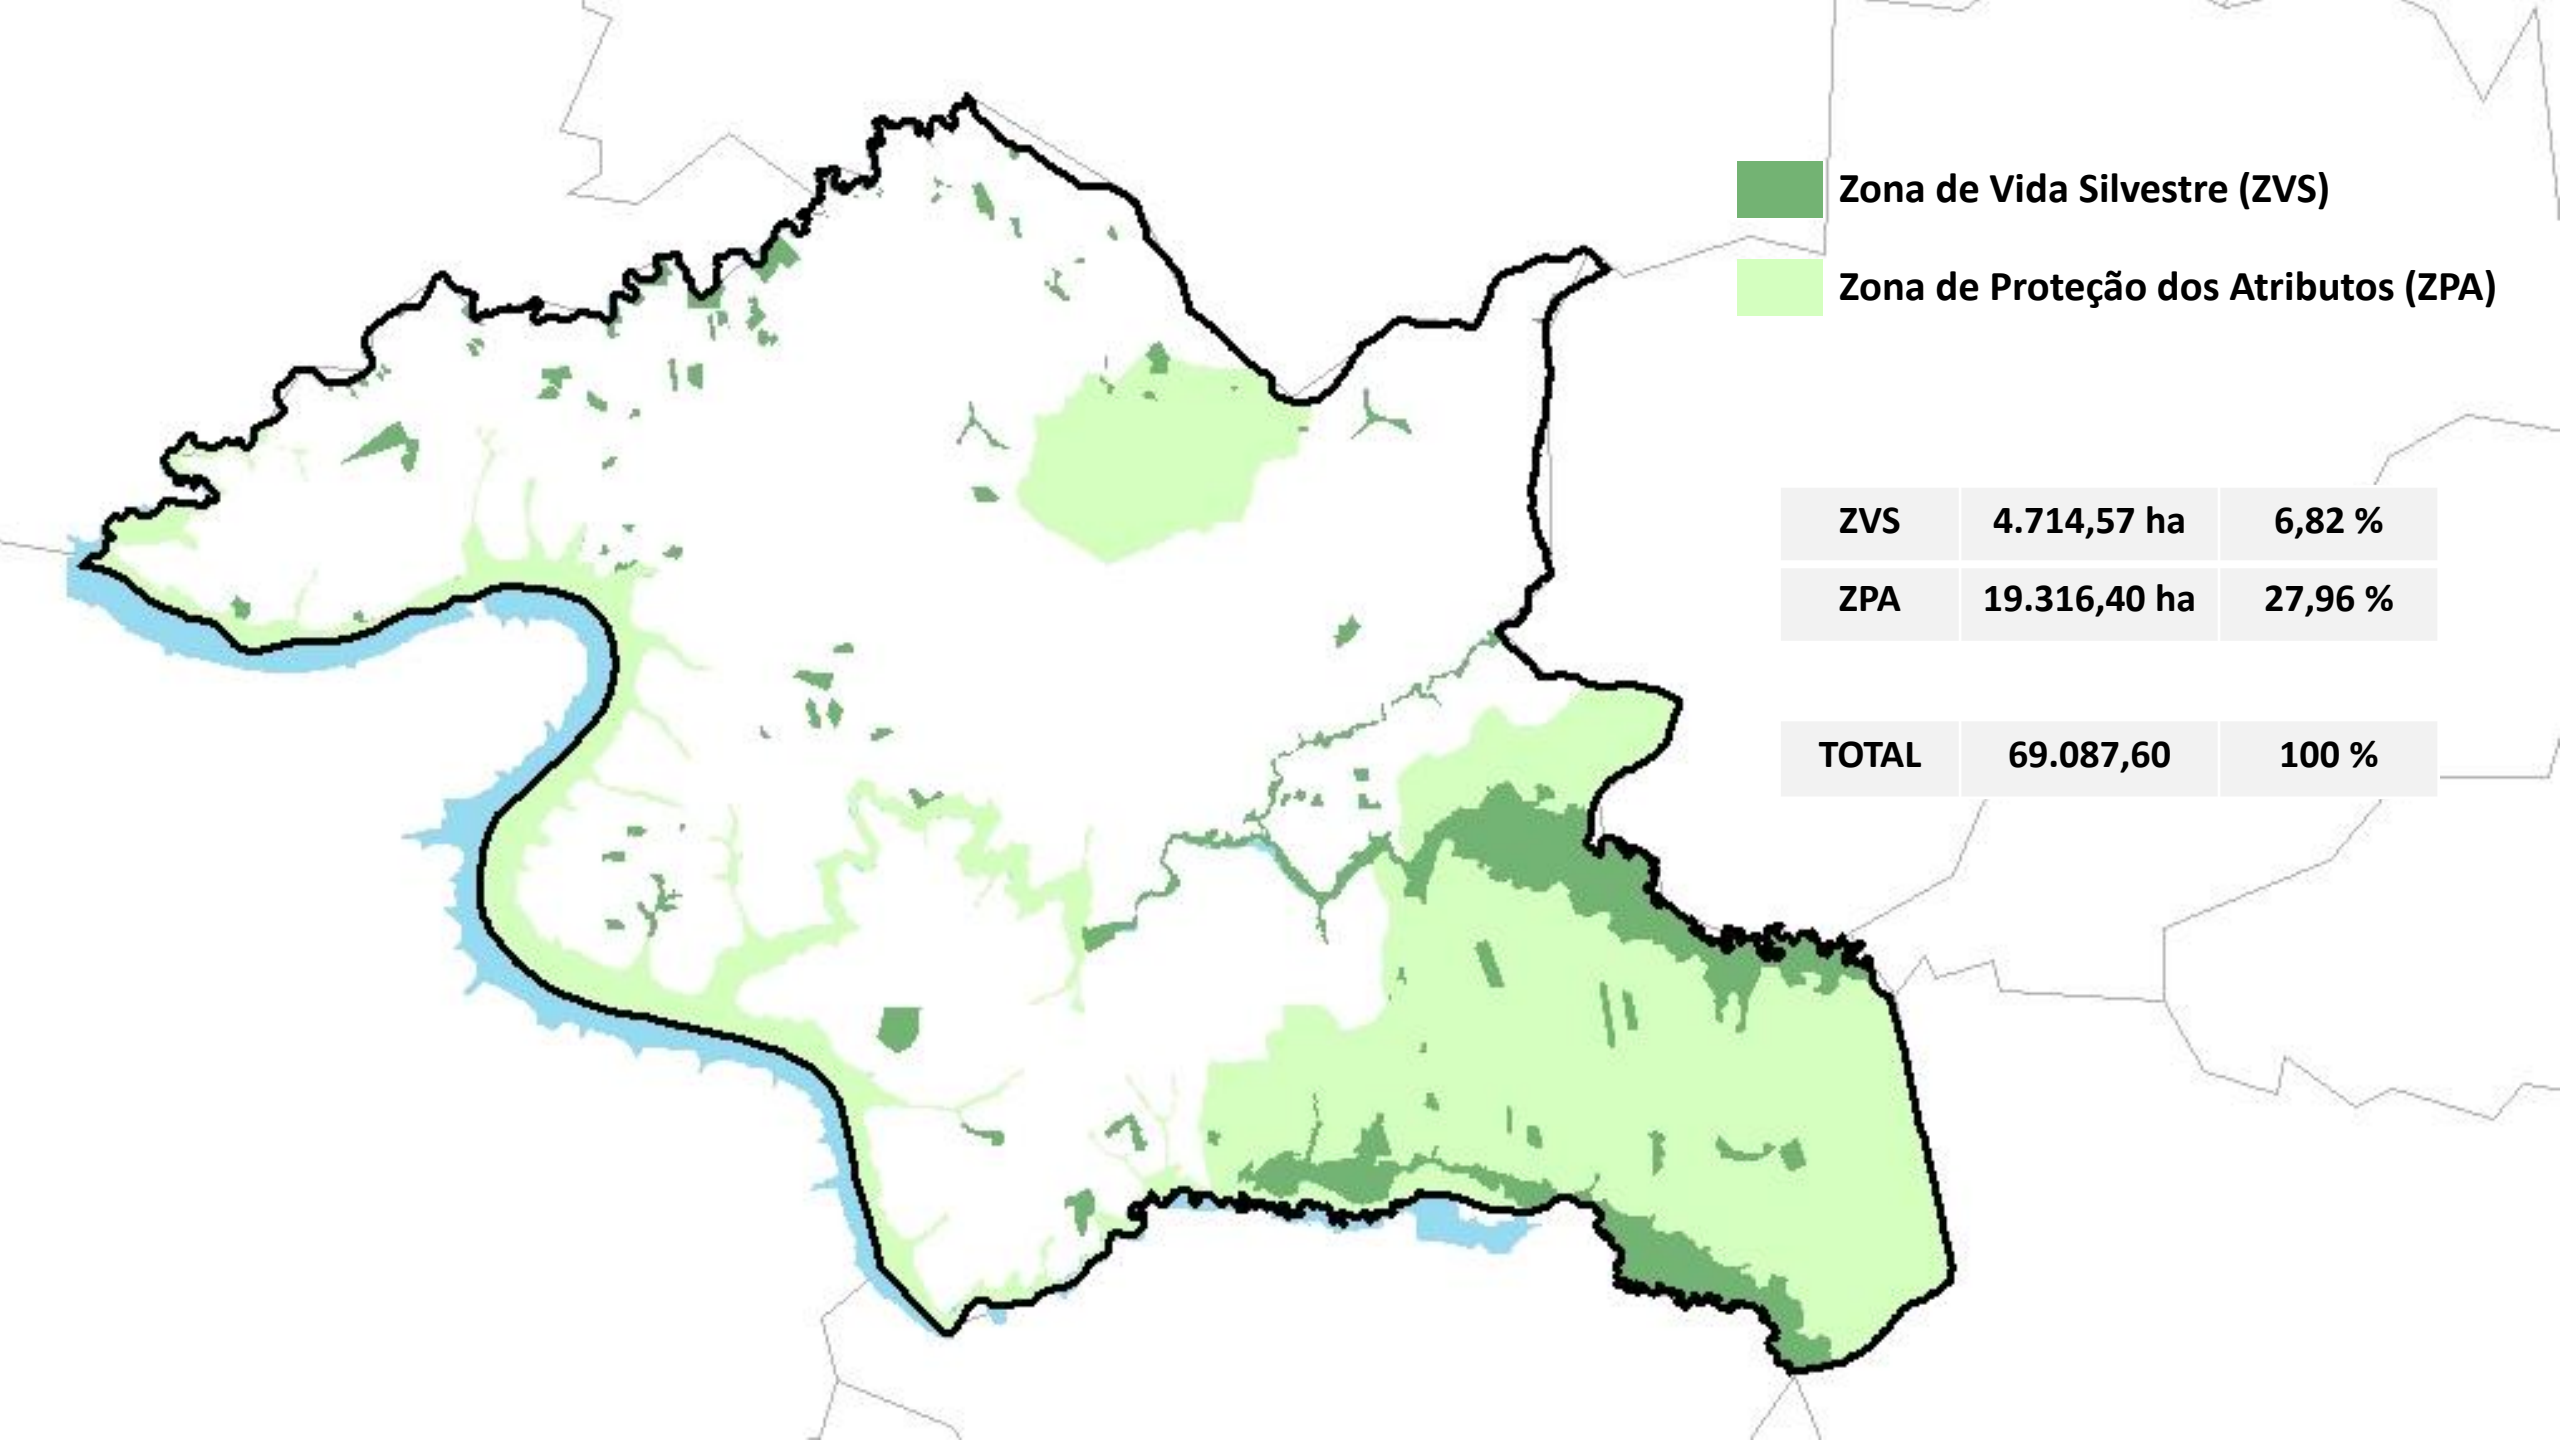 Zona de Vida Silvestre (ZVS)
Zona de Proteção dos Atributos (ZPA)
ZVS 4.714,57 ha 6,82 %
ZPA 19.316,40 ha 27,96 %
TOTAL 69.087,60 100 %